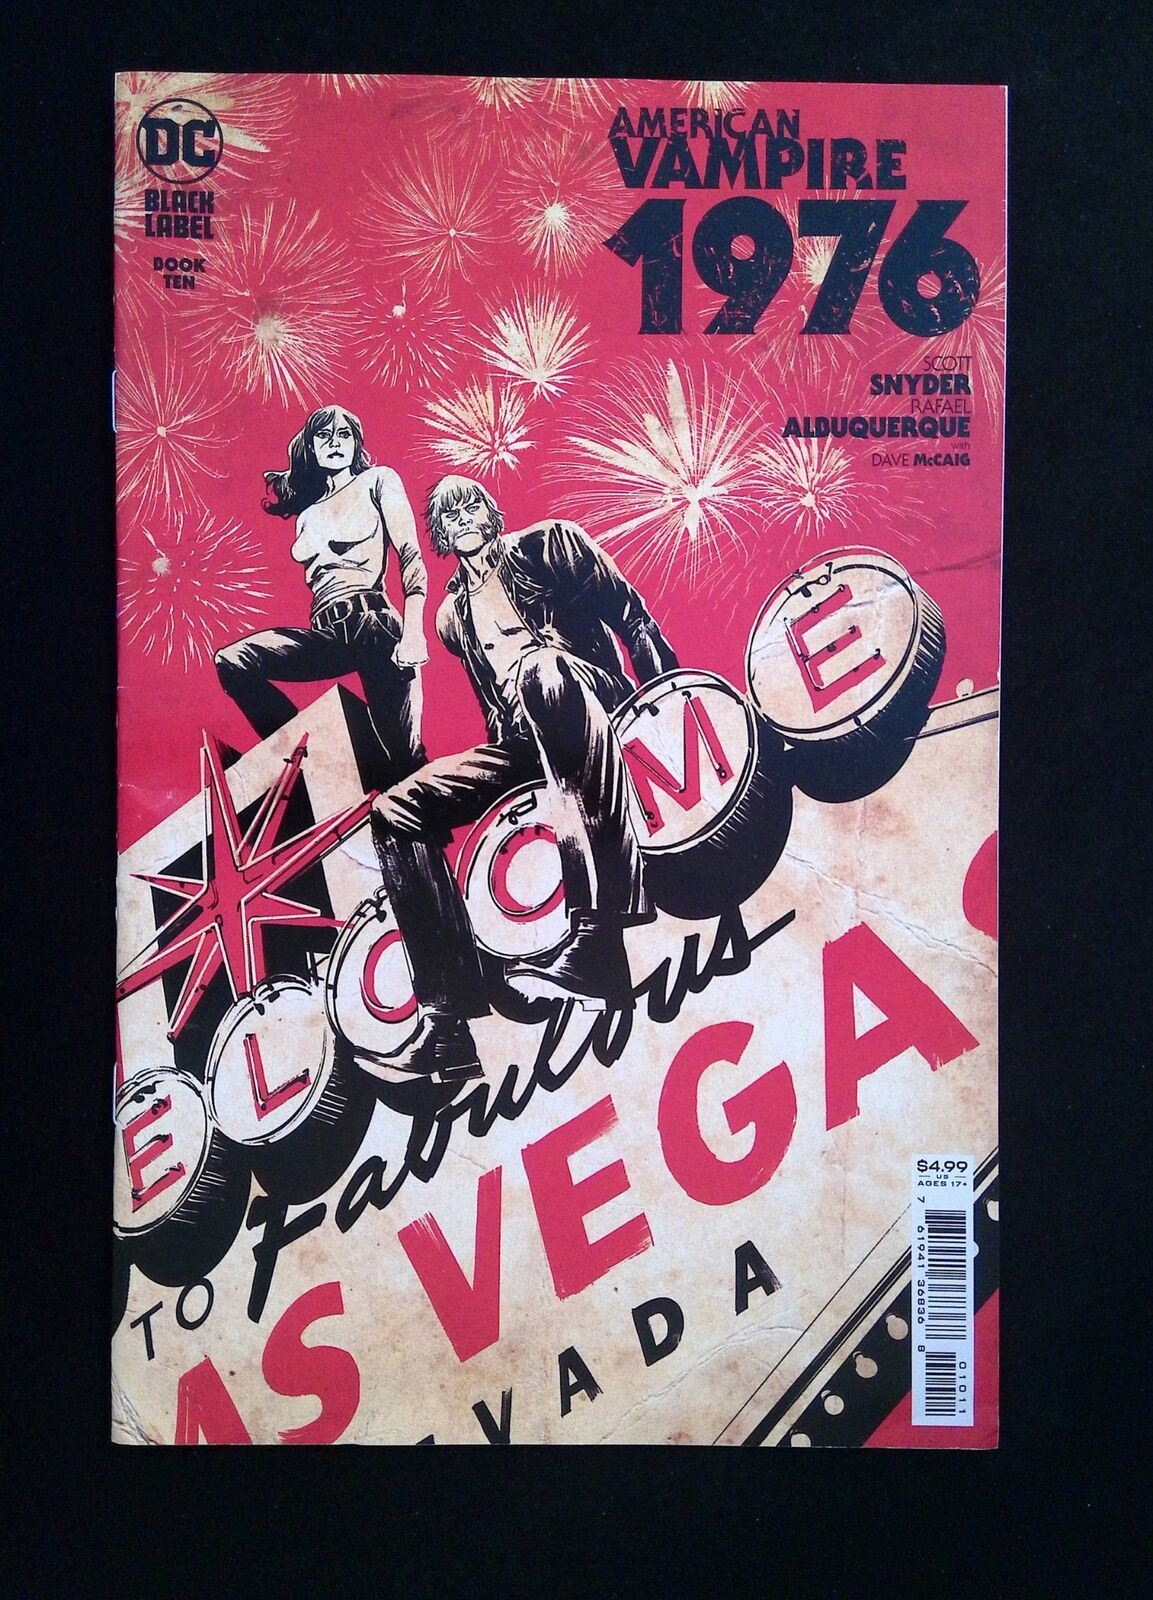 DC
BLACK
LABEL
BOOK
TEN
AMERICAN
VAMPIRE
1976
SCOTT
SNYDER
RAFAEL
ALBUQUERQUE
with
DAVE McCAIG
ELCOME
TO Fabulous
AS VEGA
VADA
$4.99
US
AGES 17+
7 61941 36836 8
01011